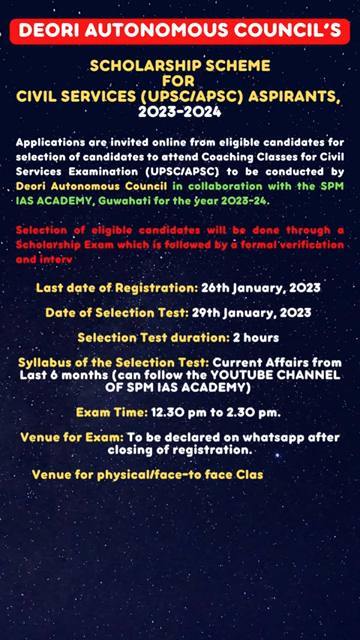 DEORI AUTONOMOUS COUNCIL'S
SCHOLARSHIP SCHEME
FOR
CIVIL SERVICES (UPSC/APSC) ASPIRANTS,
2023-2024
Applications are invited online from eligible candidates for
selection of candidates to attend Coaching Classes for Civil
Services Examination (UPSC/APSC) to be conducted by
Deori Autonomous Council in collaboration with the SPM
IAS ACADEMY, Guwahati for the year 2023-24.
Selection of eligible candidates will be done through a
Scholarship Exam which is followed by a formal verification
and interv
Last date of Registration: 26th January, 2023
Date of Selection Test: 29th January, 2023
Selection Test duration: 2 hours
Syllabus of the Selection Test: Current Affairs from
Last 6 months (can follow the YOUTUBE CHANNEL
OF SPM IAS ACADEMY)
Exam Time: 12.30 pm to 2.30 pm.
Venue for Exam: To be declared on whatsapp after
closing of registration.
Venue for physical/face-to face Clas